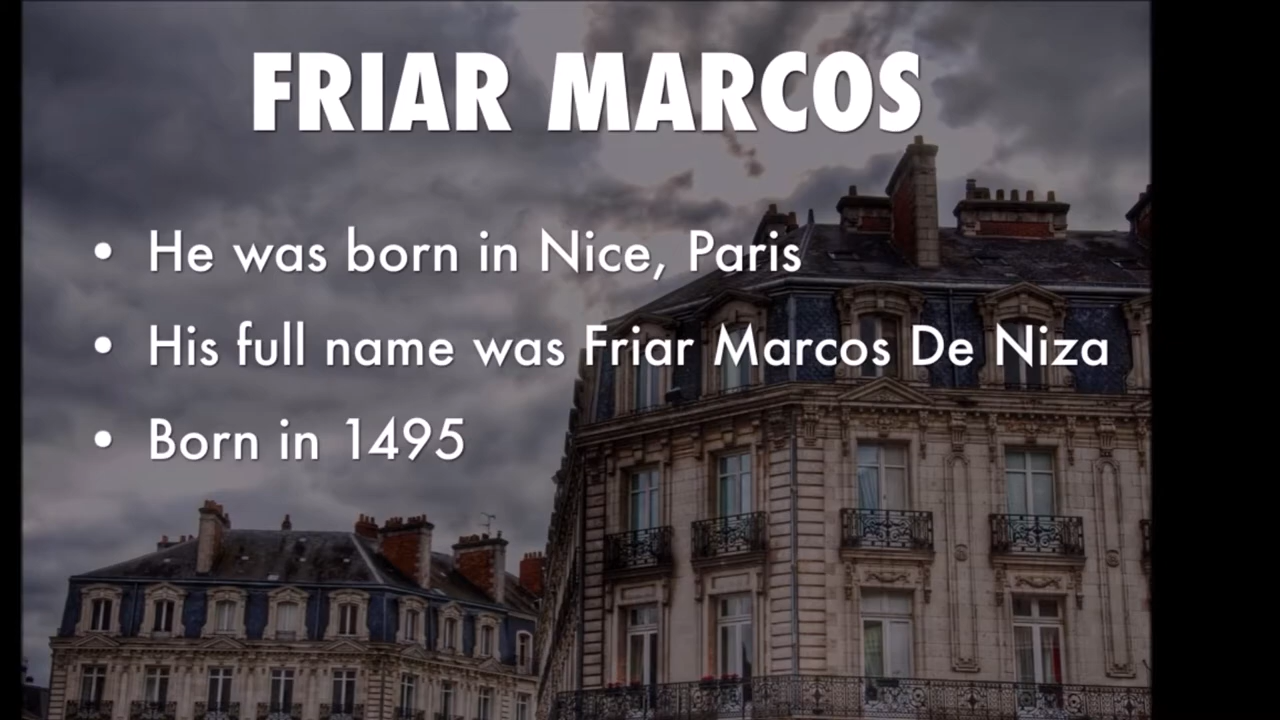 FRIAR MARCOS
• He was born in Nice, Paris
• His full name was Friar Marcos De Niza
• Born in 1495